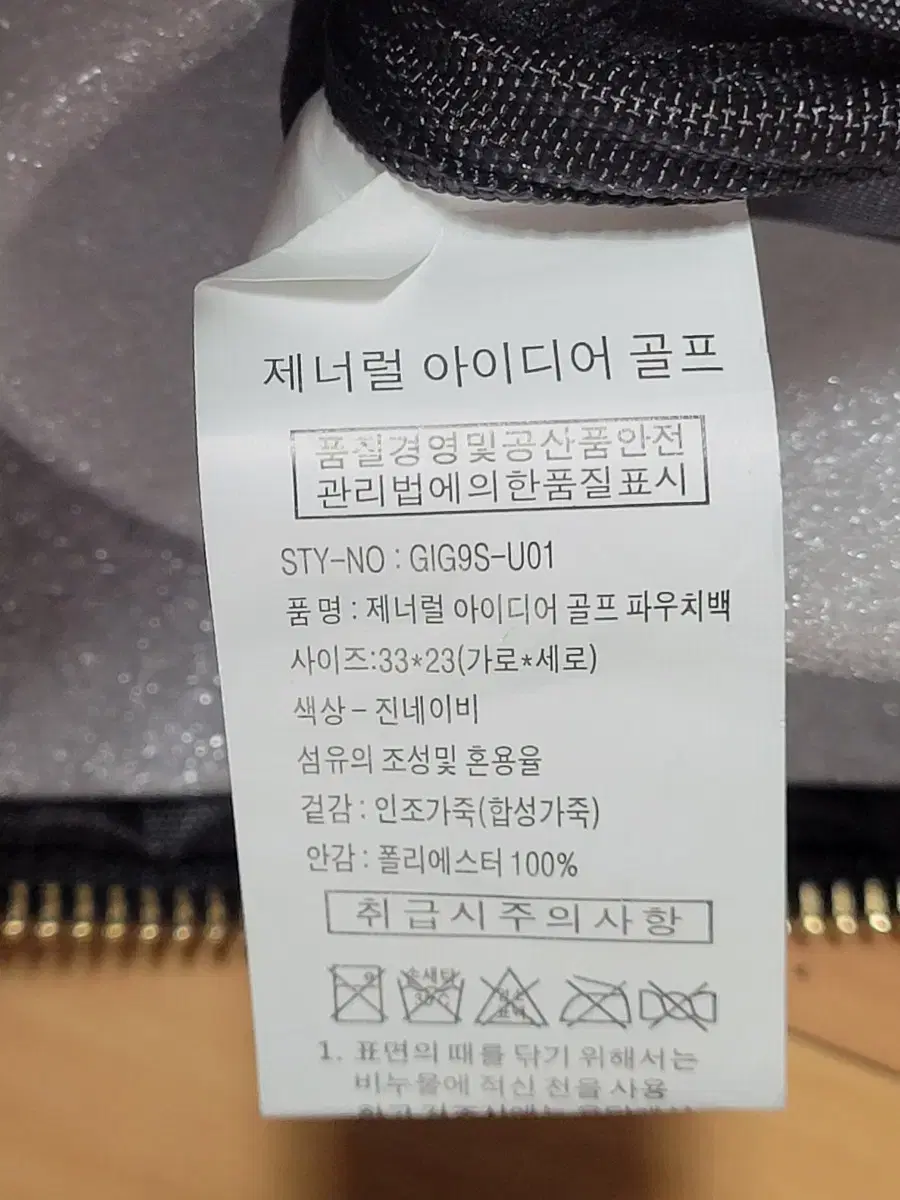 제너럴 아이디어 골프
품질경영및공산품안전
관리법에의한품질표시
STY-NO : GIG9S-U01
품명 : 제너럴 아이디어 골프 파우치백
사이즈:33*23(가로*세로)
색상 - 진네이비
섬유의 조성및 혼용율
겉감 : 인조가죽(합성가죽)
안감 : 폴리에스터 100%
취급시주의사항
손세탁
1. 표면의 때를 닦기 위해서는
비누물에 적신 천을 사용